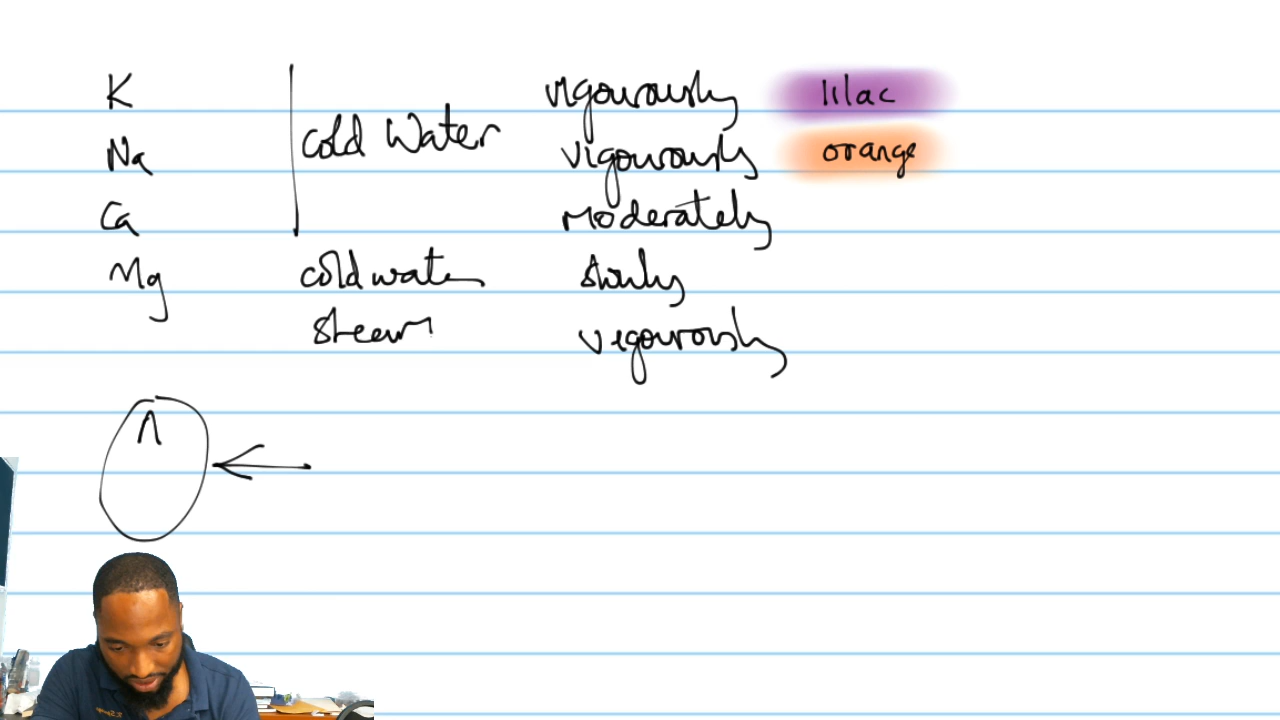 K vigourously lilac
cold Water
Na vigourously orange
Ca Moderately
Mg cold water slowly
steam vigourously
A